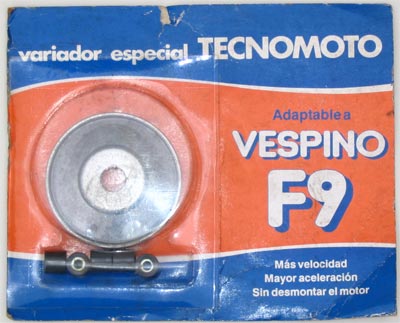 variador especial TECNOMOTO
Adaptable a
VESPINO
F9
Más velocidad
Mayor aceleración
Sin desmontar el motor